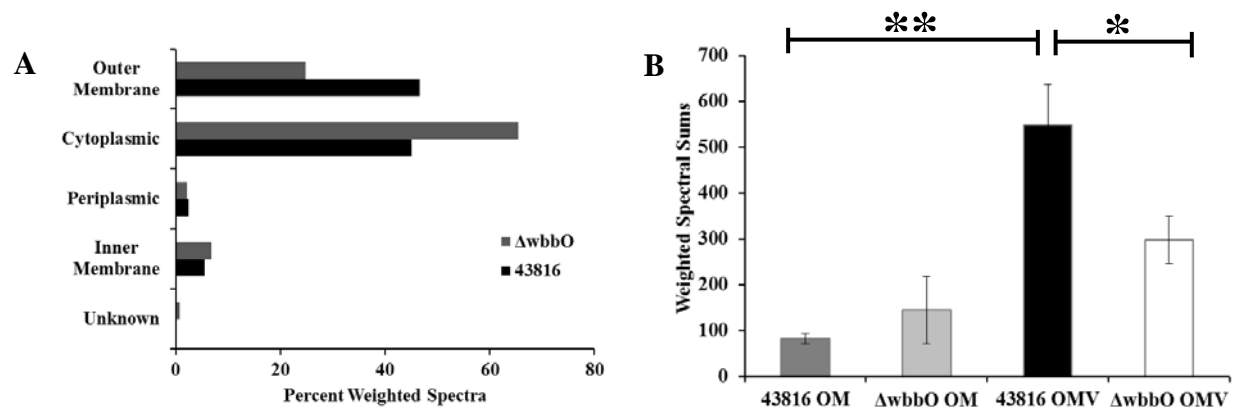 A
Outer
Membrane
Cytoplasmic
Periplasmic
Inner
Membrane
Unknown
ΔwbbO
43816
0 20 40 60 80
Percent Weighted Spectra
B
** *
700
600
500
400
300
200
100
0
Weighted Spectral Sums
43816 OM ΔwbbO OM 43816 OMV ΔwbbO OMV